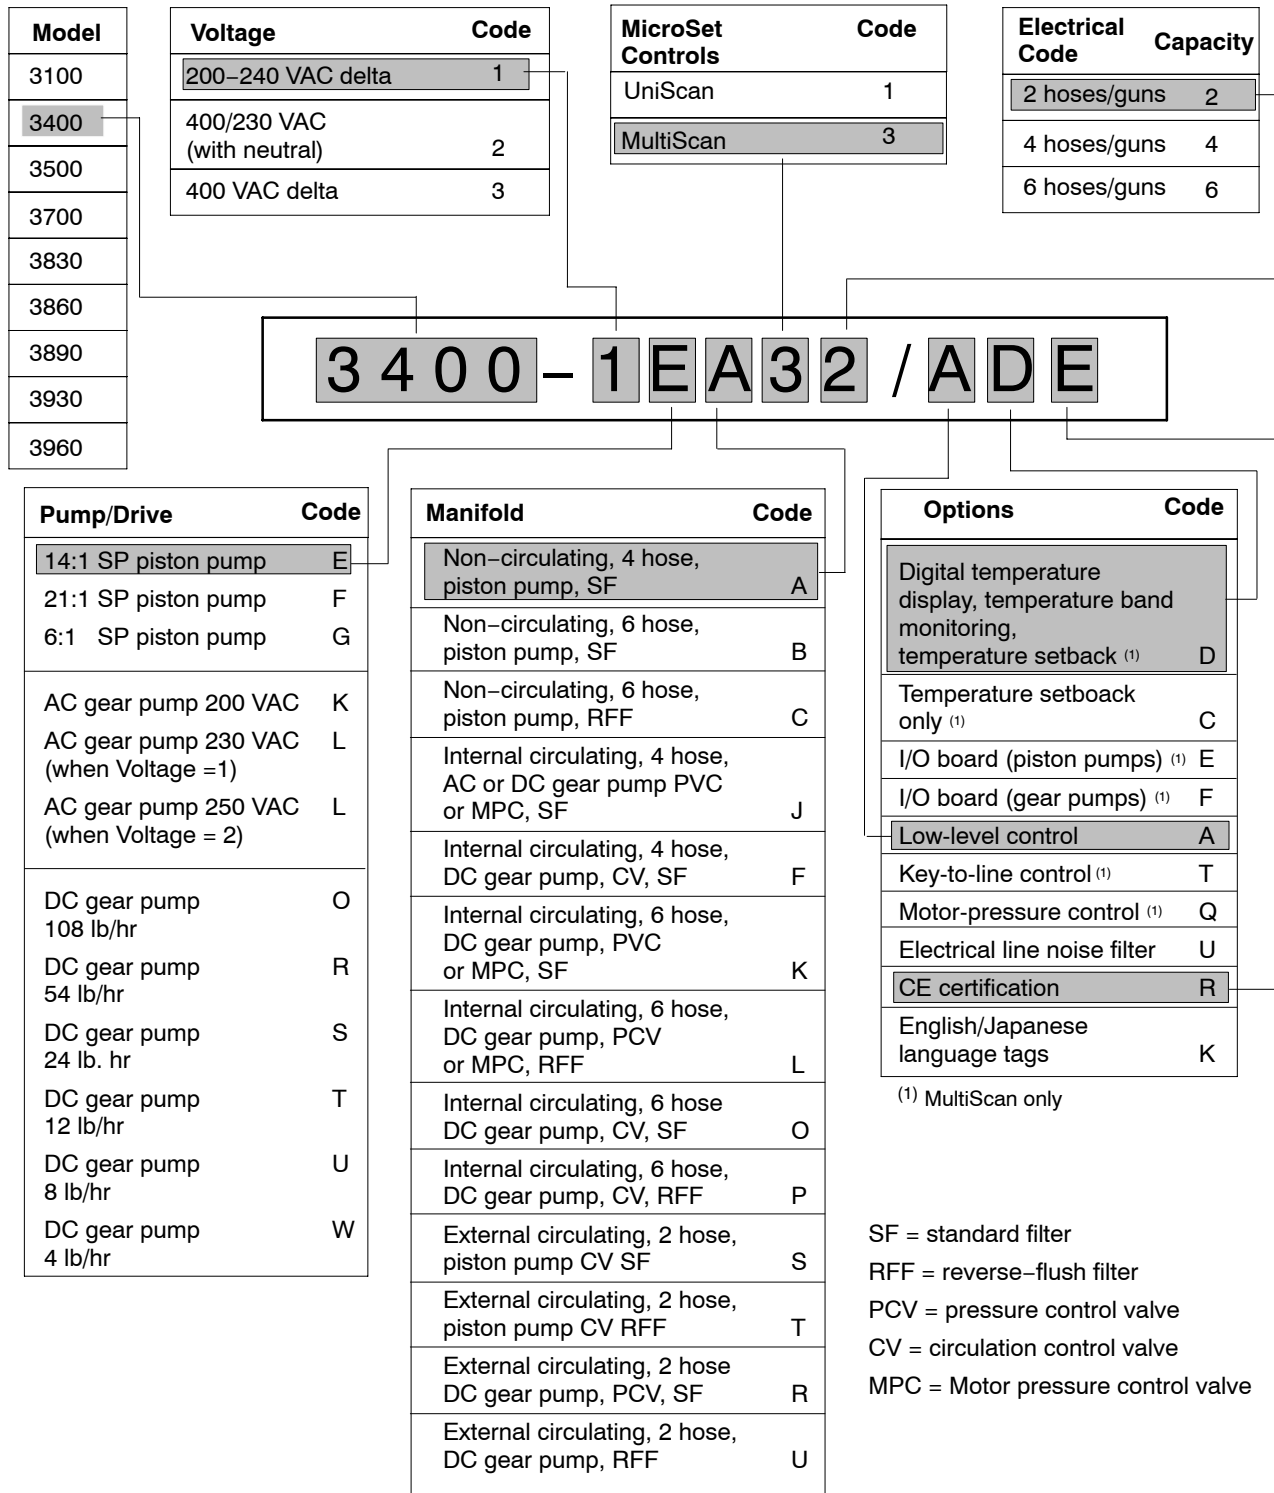 Model
3100
3400
3500
3700
3830
3860
3890
3930
3960
Voltage Code
200–240 VAC delta 1
400/230 VAC
(with neutral) 2
400 VAC delta 3
MicroSet Code
Controls
UniScan 1
MultiScan 3
Electrical Capacity
Code
2 hoses/guns 2
4 hoses/guns 4
6 hoses/guns 6
3 4 0 0 – 1 E A 3 2 / A D E
Pump/Drive Code
14:1 SP piston pump E
21:1 SP piston pump F
6:1 SP piston pump G
AC gear pump 200 VAC K
AC gear pump 230 VAC L
(when Voltage =1)
AC gear pump 250 VAC L
(when Voltage = 2)
DC gear pump O
108 lb/hr
DC gear pump R
54 lb/hr
DC gear pump S
24 lb. hr
DC gear pump T
12 lb/hr
DC gear pump U
8 lb/hr
DC gear pump W
4 lb/hr
Manifold Code
Non–circulating, 4 hose,
piston pump, SF A
Non–circulating, 6 hose,
piston pump, SF B
Non–circulating, 6 hose,
piston pump, RFF C
Internal circulating, 4 hose,
AC or DC gear pump PVC
or MPC, SF J
Internal circulating, 4 hose,
DC gear pump, CV, SF F
Internal circulating, 6 hose,
DC gear pump, PVC
or MPC, SF K
Internal circulating, 6 hose,
DC gear pump, PCV
or MPC, RFF L
Internal circulating, 6 hose
DC gear pump, CV, SF O
Internal circulating, 6 hose,
DC gear pump, CV, RFF P
External circulating, 2 hose,
piston pump CV SF S
External circulating, 2 hose,
piston pump CV RFF T
External circulating, 2 hose
DC gear pump, PCV, SF R
External circulating, 2 hose,
DC gear pump, RFF U
Options Code
Digital temperature
display, temperature band
monitoring,
temperature setback (1) D
Temperature setboack
only (1) C
I/O board (piston pumps) (1) E
I/O board (gear pumps) (1) F
Low-level control A
Key-to-line control (1) T
Motor-pressure control (1) Q
Electrical line noise filter U
CE certification R
English/Japanese
language tags K
(1) MultiScan only
SF = standard filter
RFF = reverse–flush filter
PCV = pressure control valve
CV = circulation control valve
MPC = Motor pressure control valve